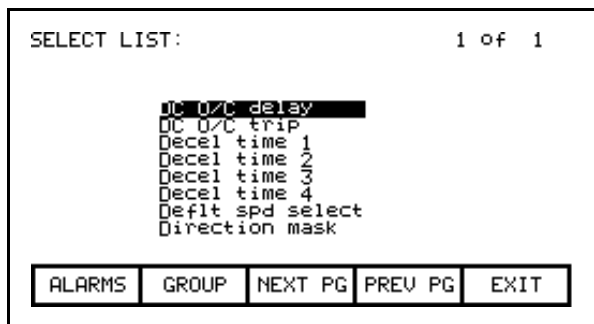 SELECT LIST: 1 of 1
DC O/C delay
DC O/C trip
Decel time 1
Decel time 2
Decel time 3
Decel time 4
Deflt spd select
Direction mask
ALARMS GROUP NEXT PG PREV PG EXIT